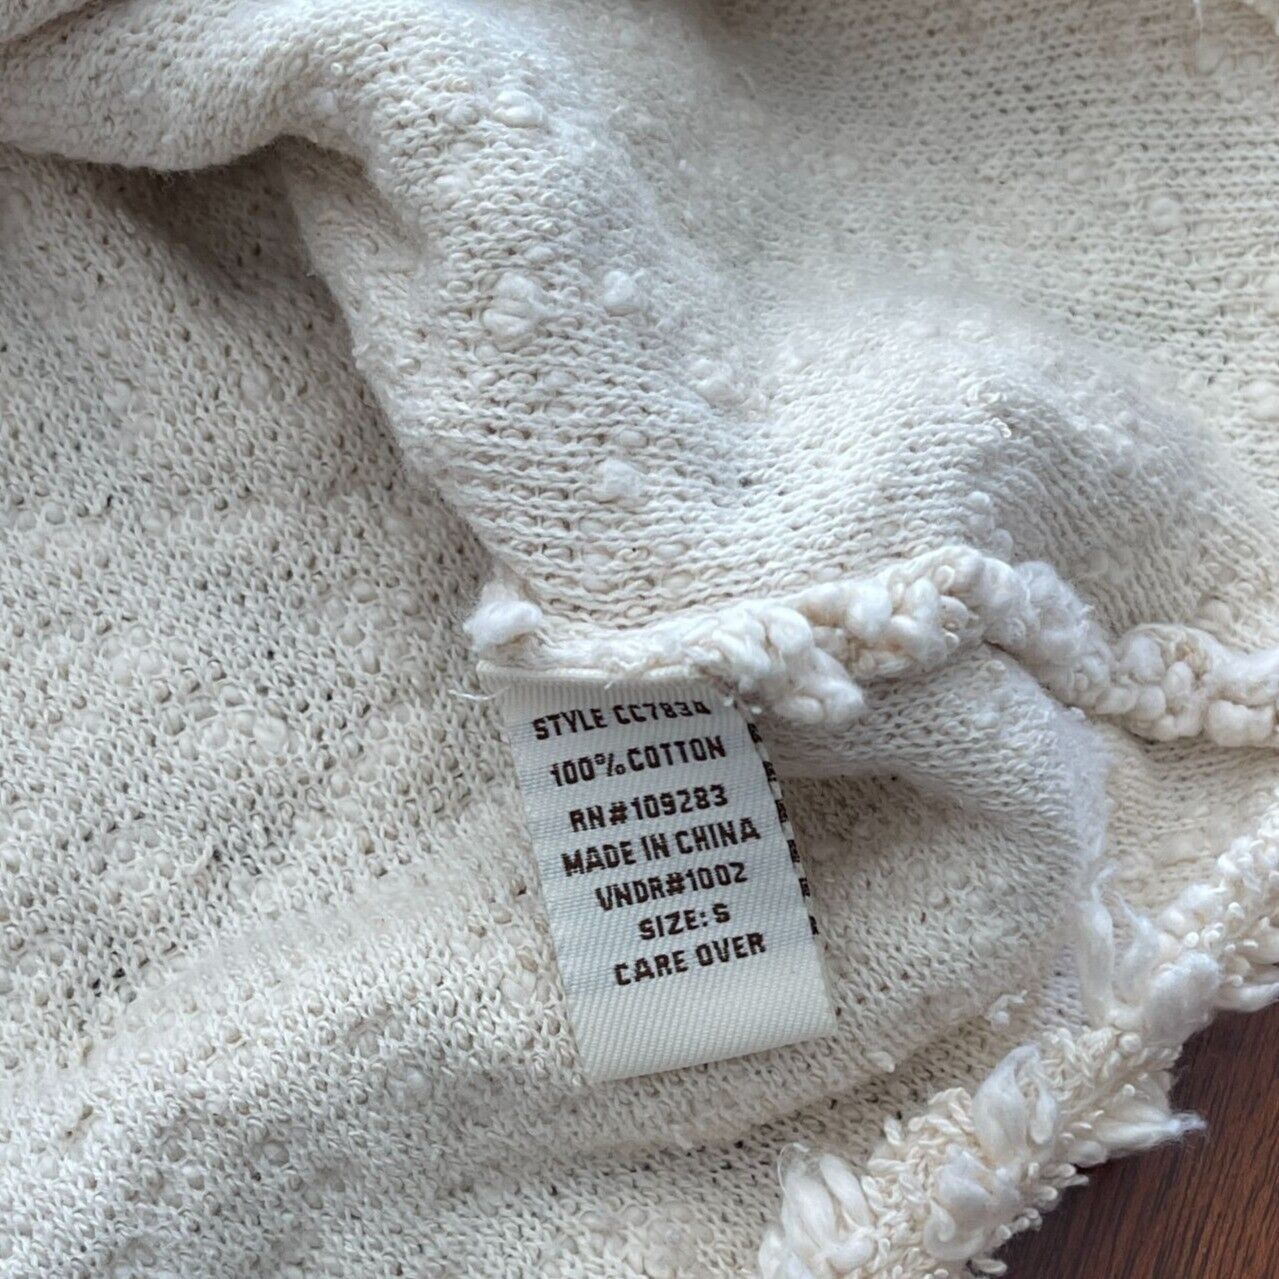 STYLE CC7834
100% COTTON
RN#109283
MADE IN CHINA
VNDR#1002
SIZE: S
CARE OVER